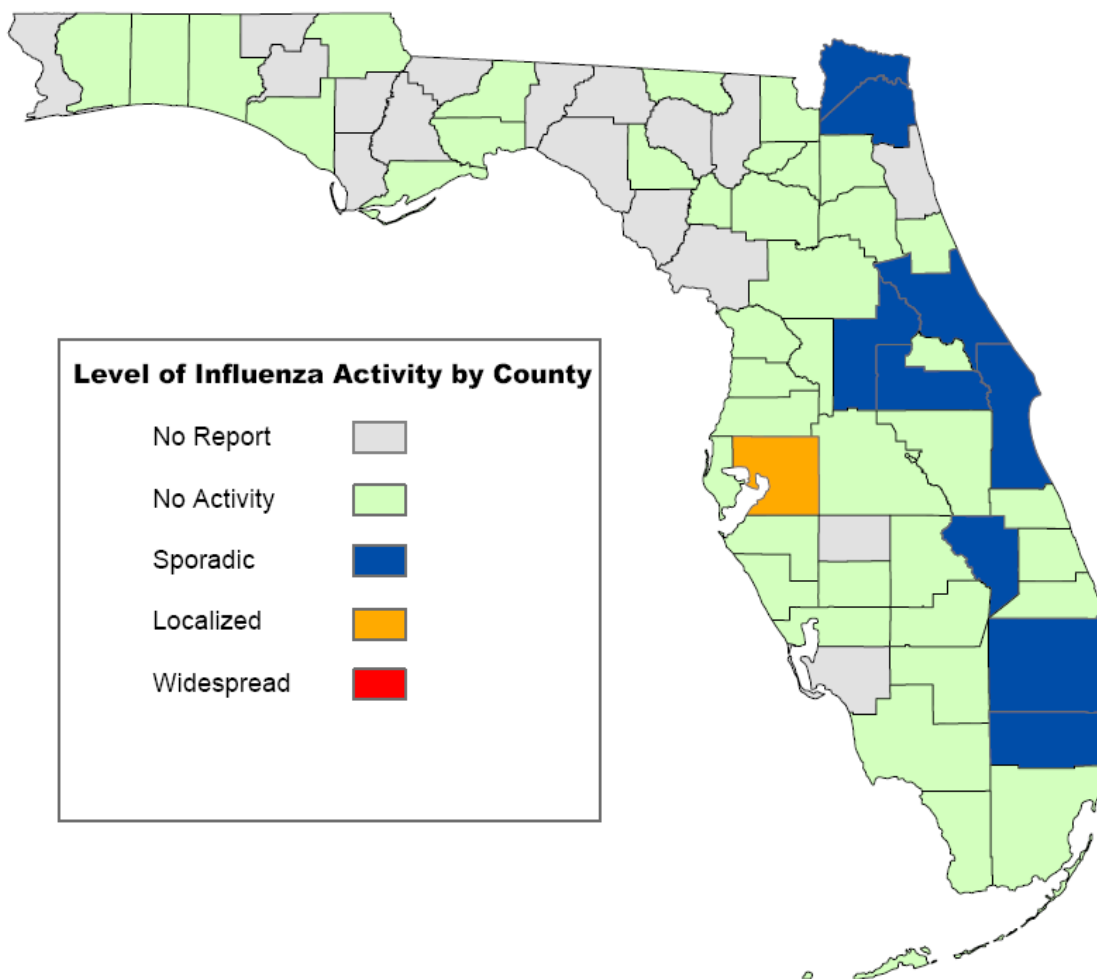 Level of Influenza Activity by County
No Report
No Activity
Sporadic
Localized
Widespread